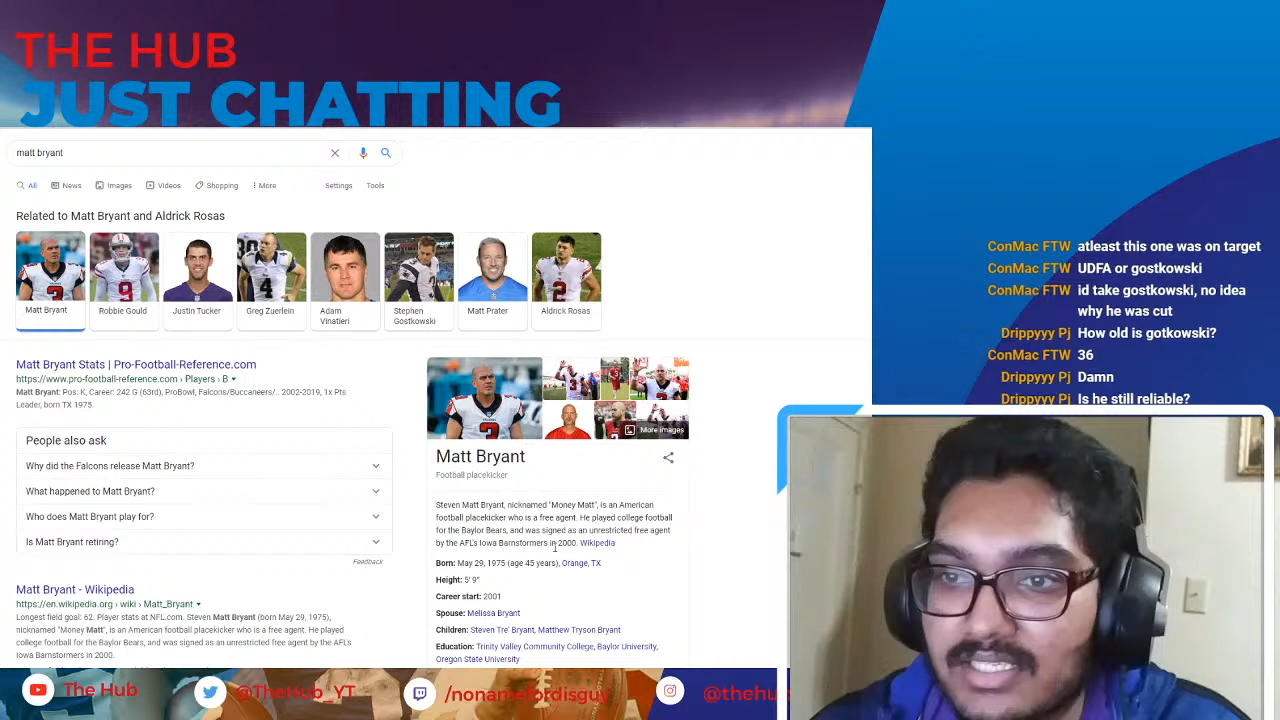 THE HUB
JUST CHATTING
matt bryant
All
News
Images
Videos
Shopping
More
Settings
Tools
Related to Matt Bryant and Aldrick Rosas
Matt Bryant
Robbie Gould
Justin Tucker
Greg Zuerlein
Adam
Vinatieri
Stephen
Gostkowski
Matt Prater
Aldrick Rosas
Matt Bryant Stats | Pro-Football-Reference.com
https://www.pro-football-reference.com › Players › B
Matt Bryant: Pos: K, Career: 242 G (63rd), ProBowl, Falcons/Buccaneers/.. 2002-2019, 1x Pts
Leader, born TX 1975.
People also ask
Why did the Falcons release Matt Bryant?
What happened to Matt Bryant?
Who does Matt Bryant play for?
Is Matt Bryant retiring?
Feedback
Matt Bryant - Wikipedia
https://en.wikipedia.org › wiki › Matt_Bryant
Longest field goal: 62. Player stats at NFL.com. Steven Matt Bryant (born May 29, 1975),
nicknamed "Money Matt", is an American football placekicker who is a free agent. He played
college football for the Baylor Bears, and was signed as an unrestricted free agent by the AFL's
Iowa Barnstormers in 2000.
More images
Matt Bryant
Football placekicker
Steven Matt Bryant, nicknamed "Money Matt", is an American
football placekicker who is a free agent. He played college football
for the Baylor Bears, and was signed as an unrestricted free agent
by the AFL's Iowa Barnstormers in 2000. Wikipedia
Born: May 29, 1975 (age 45 years), Orange, TX
Height: 5′ 9″
Career start: 2001
Spouse: Melissa Bryant
Children: Steven Tre' Bryant, Matthew Tryson Bryant
Education: Trinity Valley Community College, Baylor University,
Oregon State University
ConMac FTW atleast this one was on target
ConMac FTW UDFA or gostkowski
ConMac FTW id take gostkowski, no idea
why he was cut
Drippyyy Pj How old is gotkowski?
ConMac FTW 36
Drippyyy Pj Damn
Drippyyy Pj Is he still reliable?
The Hub
@TheHub_YT
/nonamefordisguy
@thehub